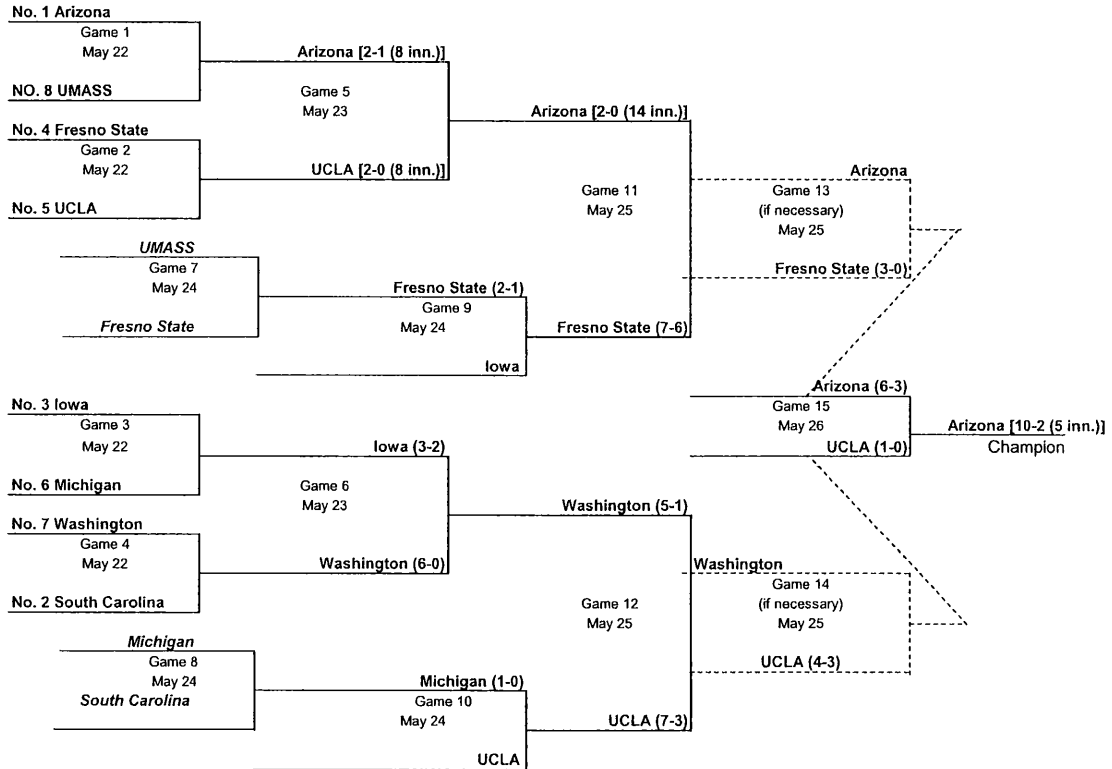 No. 1 Arizona
Game 1
May 22
NO. 8 UMASS
Arizona [2-1 (8 inn.)]
Game 5
May 23
No. 4 Fresno State
Game 2
May 22
No. 5 UCLA
UCLA [2-0 (8 inn.)]
Arizona [2-0 (14 inn.)]
Game 11
May 25
UMASS
Game 7
May 24
Fresno State
Fresno State (2-1)
Game 9
May 24
Iowa
Fresno State (7-6)
Arizona
Game 13
(if necessary)
May 25
Fresno State (3-0)
No. 3 Iowa
Game 3
May 22
No. 6 Michigan
Iowa (3-2)
Game 6
May 23
No. 7 Washington
Game 4
May 22
No. 2 South Carolina
Washington (6-0)
Washington (5-1)
Game 12
May 25
Michigan
Game 8
May 24
South Carolina
Michigan (1-0)
Game 10
May 24
UCLA
UCLA (7-3)
Washington
Game 14
(if necessary)
May 25
UCLA (4-3)
Arizona (6-3)
Game 15
May 26
UCLA (1-0)
Arizona [10-2 (5 inn.)]
Champion